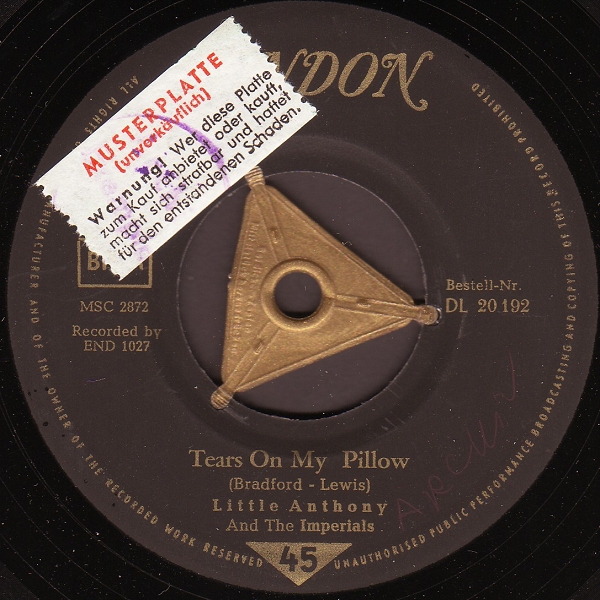 NDON
MUSTERPLATTE
(unverkäuflich)
Warnung! Wer diese Platte
zum Kauf anbietet oder kauft,
macht sich strafbar und haftet
für den entstandenen Schaden.
MSC 2872
Recorded by
END 1027
Bestell-Nr.
DL 20 192
Tears On My Pillow
(Bradford - Lewis)
Little Anthony
And The Imperials
45
ALL RIGHTS
MANUFACTURER AND OF THE OWNER OF THE RECORDED WORK RESERVED
UNAUTHORISED PUBLIC PERFORMANCE BROADCASTING AND COPYING OF THIS RECORD PROHIBITED